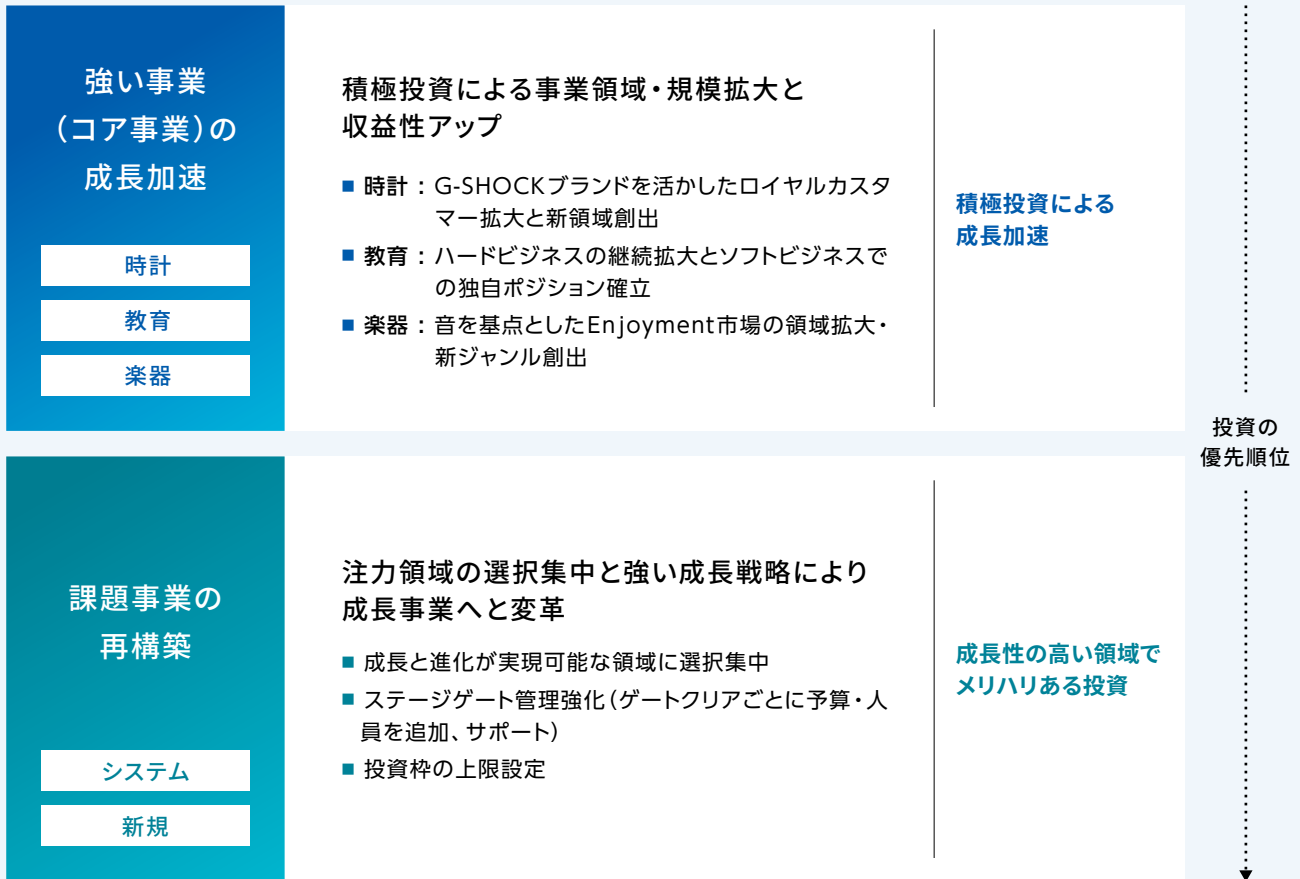 強い事業
（コア事業）の
成長加速
時計
教育
楽器
積極投資による事業領域・規模拡大と
収益性アップ
■ 時計：G-SHOCKブランドを活かしたロイヤルカスタ
マー拡大と新領域創出
■ 教育：ハードビジネスの継続拡大とソフトビジネスで
の独自ポジション確立
■ 楽器：音を基点としたEnjoyment市場の領域拡大・
新ジャンル創出
積極投資による
成長加速
投資の
優先順位
課題事業の
再構築
システム
新規
注力領域の選択集中と強い成長戦略により
成長事業へと変革
■ 成長と進化が実現可能な領域に選択集中
■ ステージゲート管理強化（ゲートクリアごとに予算・人
員を追加、サポート）
■ 投資枠の上限設定
成長性の高い領域で
メリハリある投資